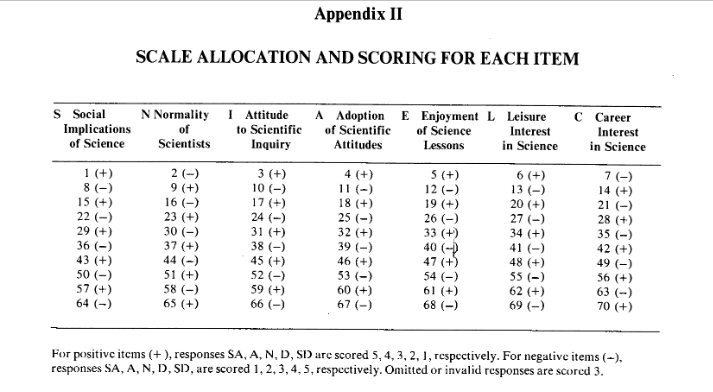 Appendix II
SCALE ALLOCATION AND SCORING FOR EACH ITEM
S Social N Normality I Attitude A Adoption E Enjoyment L Leisure C Career
Implications of to Scientific of Scientific of Science Interest Interest
of Science Scientists Inquiry Attitudes Lessons in Science in Science
1 (+) 2 (−) 3 (+) 4 (+) 5 (+) 6 (+) 7 (−)
8 (−) 9 (+) 10 (−) 11 (−) 12 (−) 13 (−) 14 (+)
15 (+) 16 (−) 17 (+) 18 (+) 19 (+) 20 (+) 21 (−)
22 (−) 23 (+) 24 (−) 25 (−) 26 (−) 27 (−) 28 (+)
29 (+) 30 (−) 31 (+) 32 (+) 33 (+) 34 (+) 35 (−)
36 (−) 37 (+) 38 (−) 39 (−) 40 (−) 41 (−) 42 (+)
43 (+) 44 (−) 45 (+) 46 (+) 47 (+) 48 (+) 49 (−)
50 (−) 51 (+) 52 (−) 53 (−) 54 (−) 55 (−) 56 (+)
57 (+) 58 (−) 59 (+) 60 (+) 61 (+) 62 (+) 63 (−)
64 (−) 65 (+) 66 (−) 67 (−) 68 (−) 69 (−) 70 (+)
For positive items (+ ), responses SA, A, N, D, SD are scored 5, 4, 3, 2, 1, respectively. For negative items (−),
responses SA, A, N, D, SD, are scored 1, 2, 3, 4, 5, respectively. Omitted or invalid responses are scored 3.